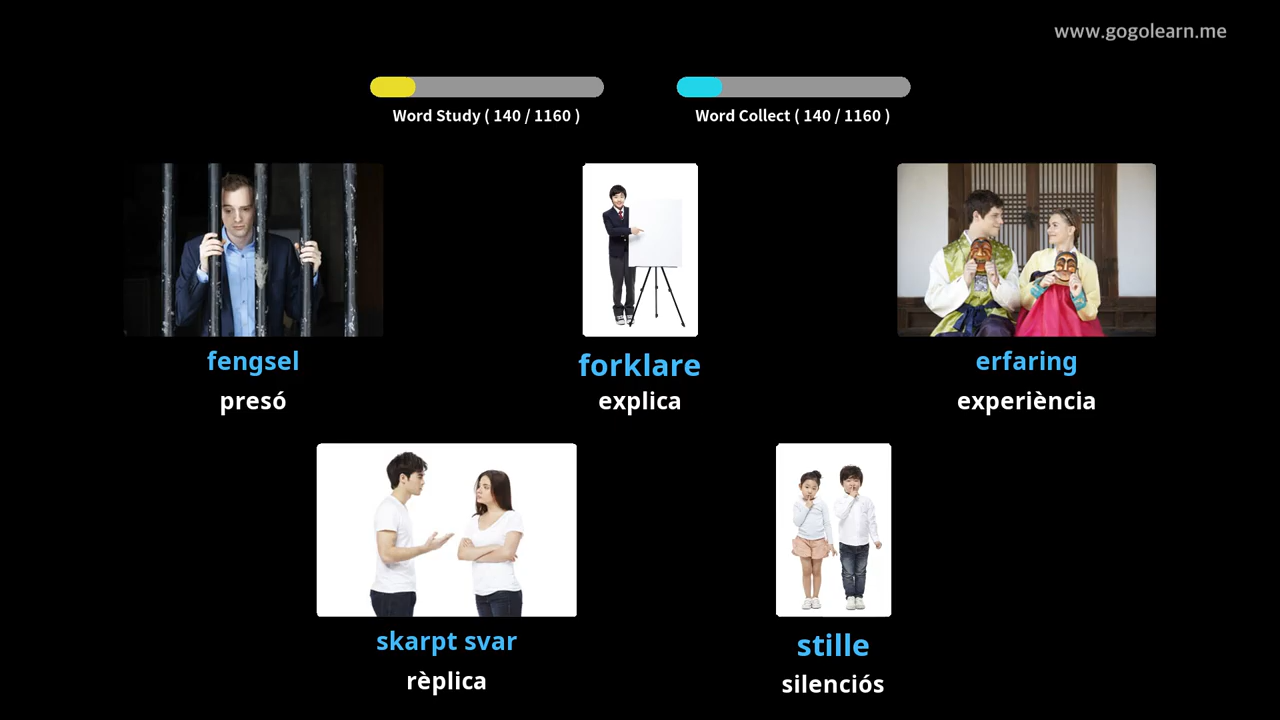 www.gogolearn.me
Word Study ( 140 / 1160 )
Word Collect ( 140 / 1160 )
fengsel
presó
forklare
explica
erfaring
experiència
skarpt svar
rèplica
stille
silenciós